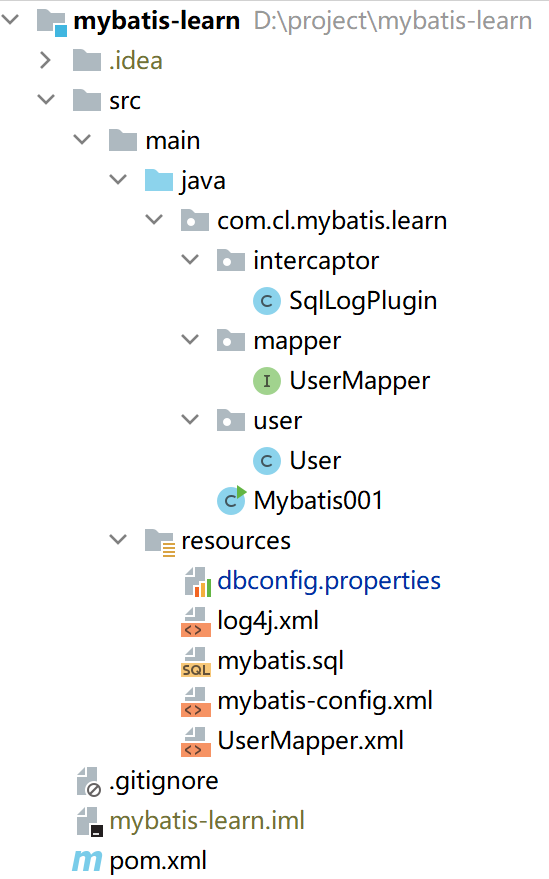 mybatis-learn D:\project\mybatis-learn
.idea
src
main
java
com.cl.mybatis.learn
intercaptor
C SqlLogPlugin
mapper
I UserMapper
user
C User
C Mybatis001
resources
dbconfig.properties
<> log4j.xml
SQL mybatis.sql
<> mybatis-config.xml
<> UserMapper.xml
.gitignore
mybatis-learn.iml
m pom.xml